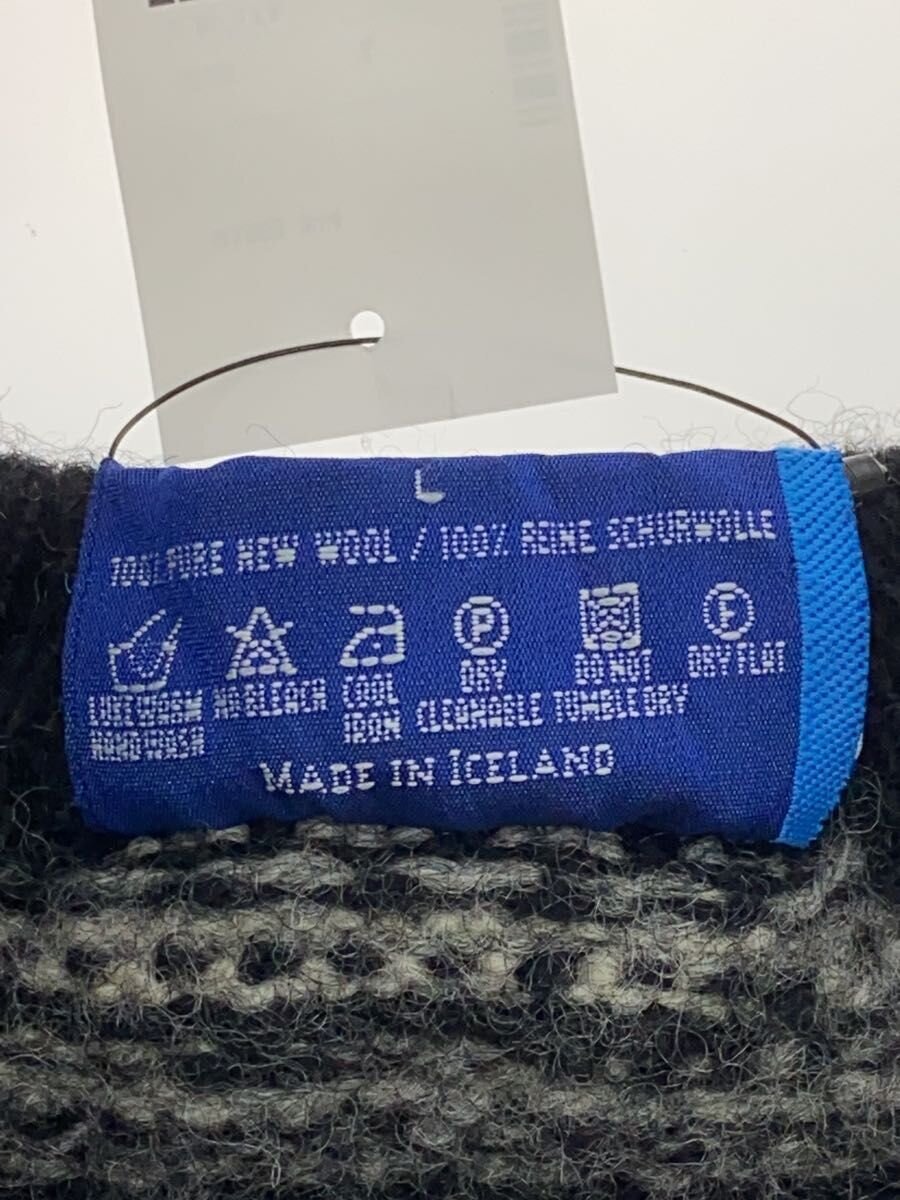 L
100% PURE NEW WOOL / 100% REINE SCHURWOLLE
P F
LUKEWARM NO BLEACH COOL DRY DO NOT DRY FLAT
HANDWASH IRON CLEANABLE TUMBLE DRY
MADE IN ICELAND